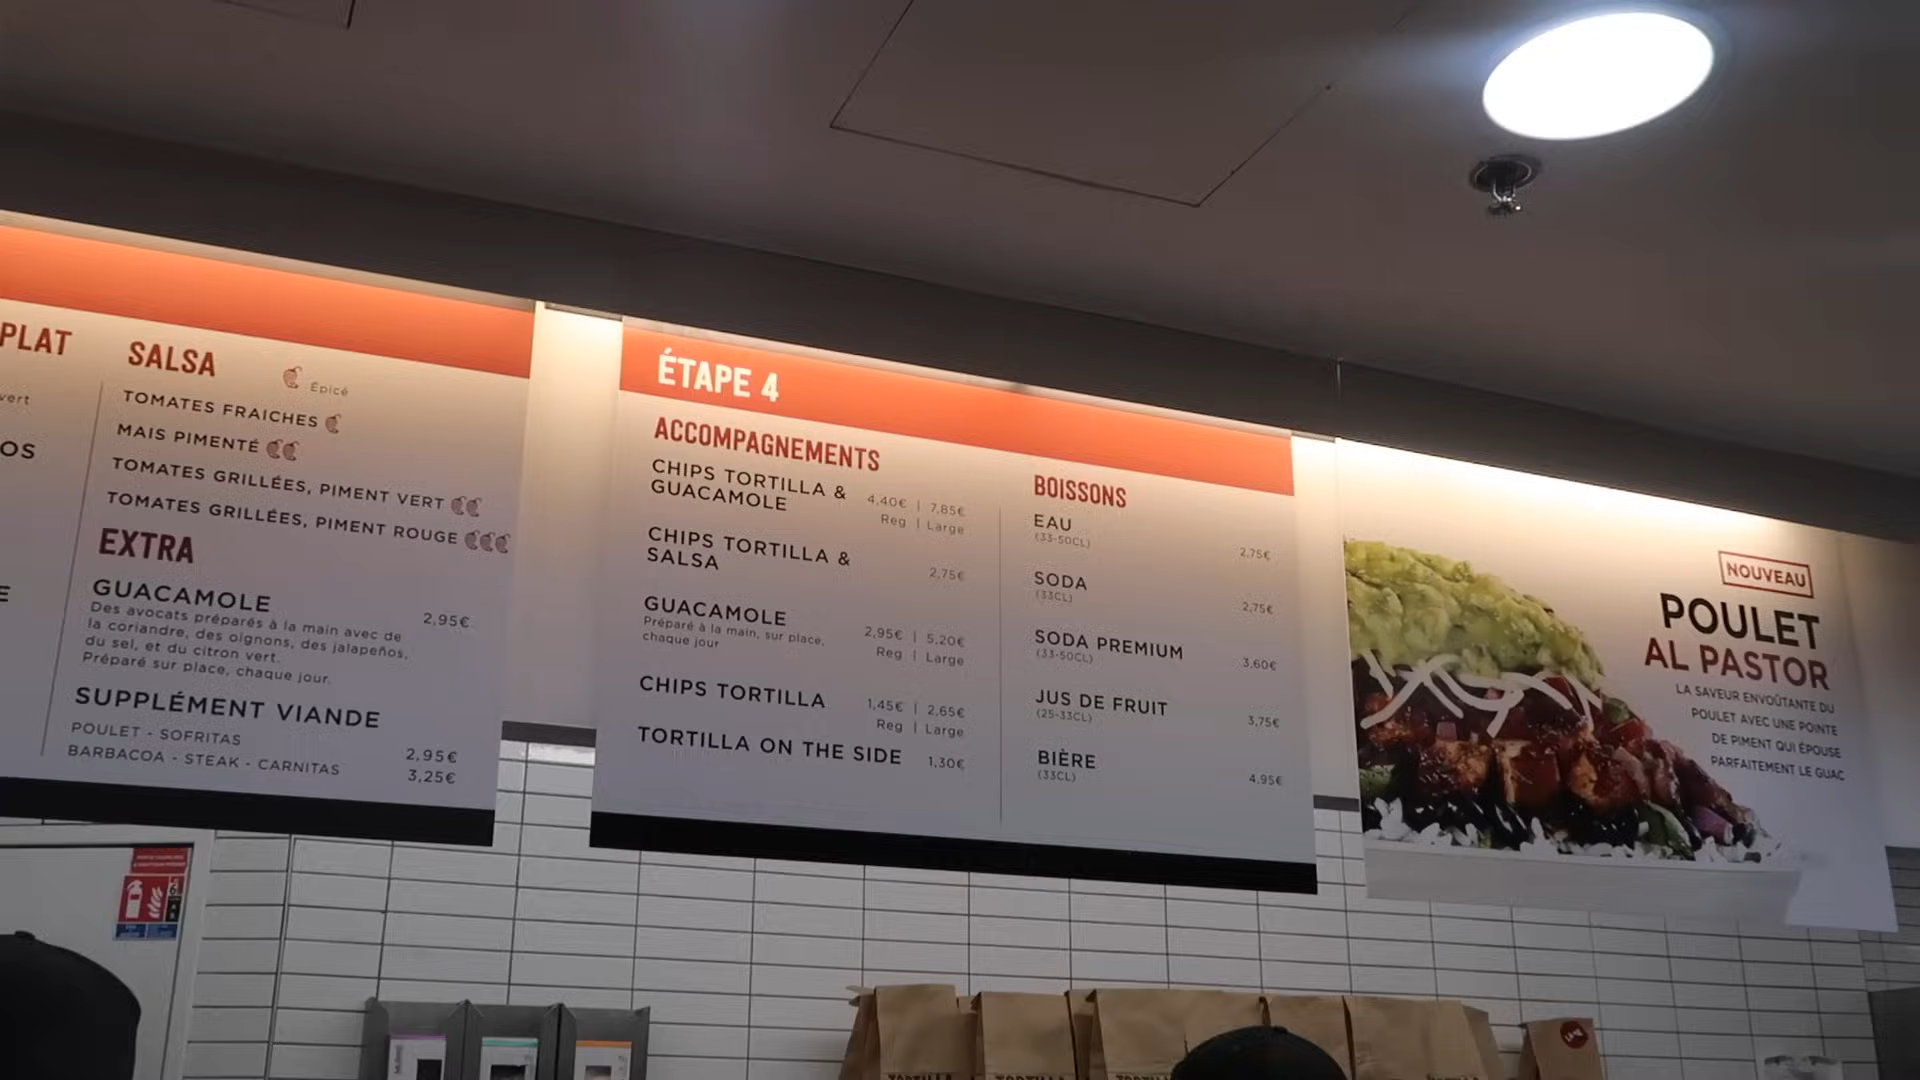 PLAT
vert
OS
E
SALSA
Épicé
TOMATES FRAICHES
MAIS PIMENTÉ
TOMATES GRILLÉES, PIMENT VERT
TOMATES GRILLÉES, PIMENT ROUGE
EXTRA
GUACAMOLE 2,95€
Des avocats préparés à la main avec de
la coriandre, des oignons, des jalapeños,
du sel, et du citron vert.
Préparé sur place, chaque jour.
SUPPLÉMENT VIANDE
POULET - SOFRITAS 2,95€
BARBACOA - STEAK - CARNITAS 3,25€
ÉTAPE 4
ACCOMPAGNEMENTS
CHIPS TORTILLA &
GUACAMOLE
4,40€ | 7,85€
Reg | Large
CHIPS TORTILLA &
SALSA
2,75€
GUACAMOLE
Préparé à la main, sur place,
chaque jour
2,95€ | 5,20€
Reg | Large
CHIPS TORTILLA 1,45€ | 2,65€
Reg | Large
TORTILLA ON THE SIDE 1,30€
BOISSONS
EAU
(33-50CL)
2,75€
SODA
(33CL)
2,75€
SODA PREMIUM
(33-50CL)
3,60€
JUS DE FRUIT
(25-33CL)
3,75€
BIÈRE
(33CL)
4,95€
NOUVEAU
POULET
AL PASTOR
LA SAVEUR ENVOÛTANTE DU
POULET AVEC UNE POINTE
DE PIMENT QUI ÉPOUSE
PARFAITEMENT LE GUAC